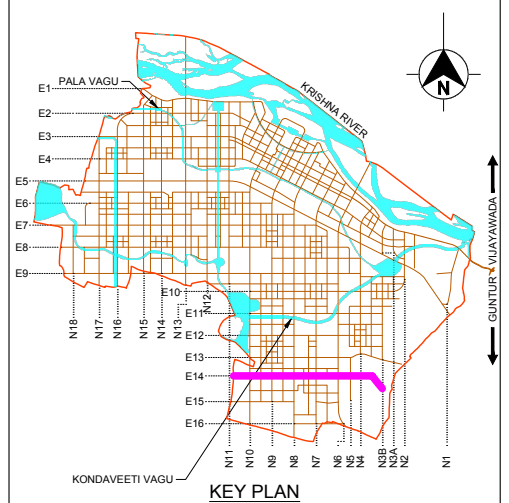 PALA VAGU
KRISHNA RIVER
N
E1
E2
E3
E4
E5
E6
E7
E8
E9
E10
E11
E12
E13
E14
E15
E16
N18
N17
N16
N15
N14
N13
N12
N11
N10
N9
N8
N7
N6
N5
N4
N3B
N3A
N2
N1
GUNTUR
VIJAYAWADA
KONDAVEETI VAGU
KEY PLAN